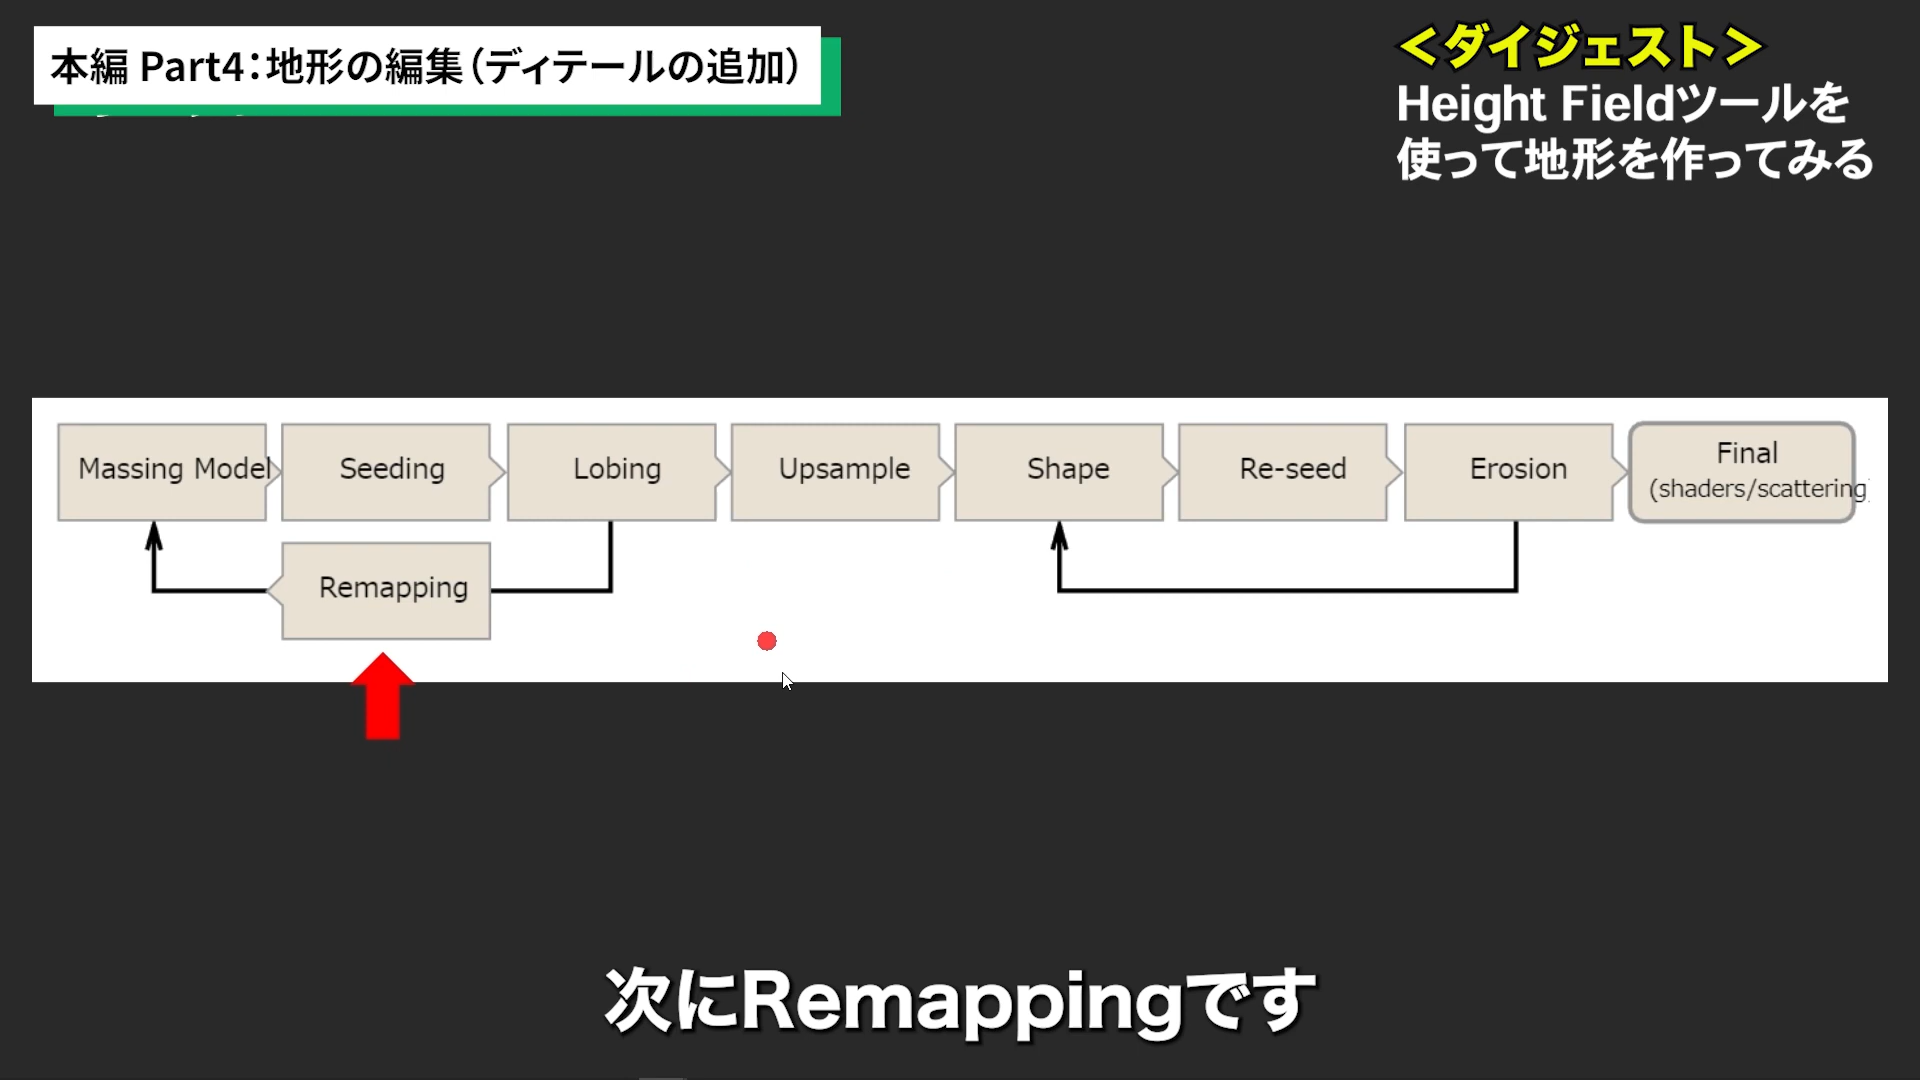 本編 Part4：地形の編集（ディテールの追加）
＜ダイジェスト＞
Height Fieldツールを
使って地形を作ってみる
Massing Model
Seeding
Lobing
Upsample
Shape
Re-seed
Erosion
Final
(shaders/scattering)
Remapping
次にRemappingです